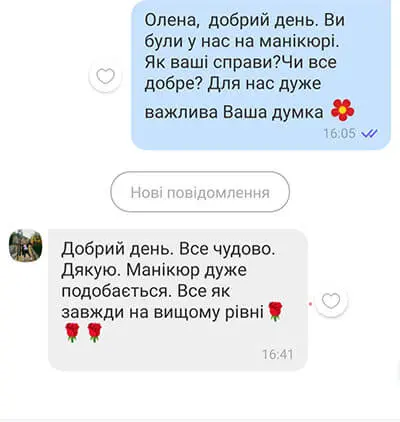 Олена,  добрий день. Ви
були у нас на манікюрі.
Як ваші справи?Чи все
добре? Для нас дуже
важлива Ваша думка
16:05
Нові повідомлення
Добрий день. Все чудово.
Дякую. Манікюр дуже
подобається. Все як
завжди на вищому рівні🌹
🌹🌹
16:41